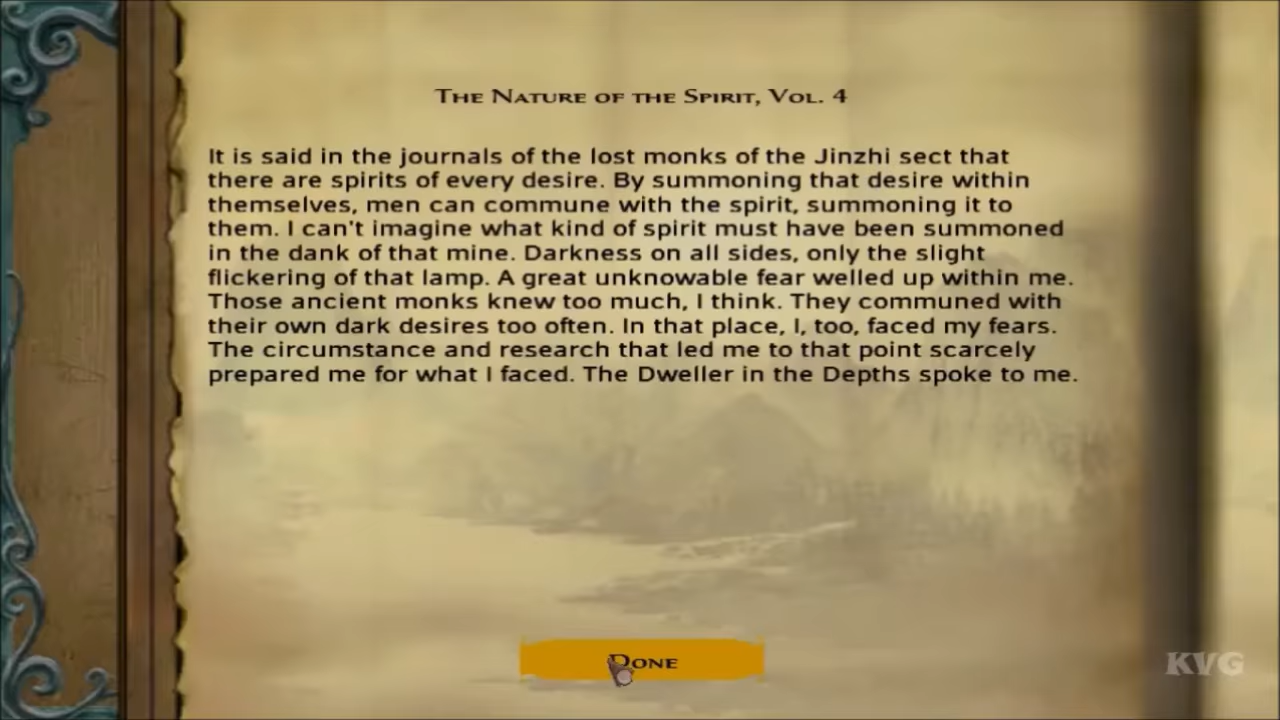 The Nature of the Spirit, Vol. 4
It is said in the journals of the lost monks of the Jinzhi sect that
there are spirits of every desire. By summoning that desire within
themselves, men can commune with the spirit, summoning it to
them. I can't imagine what kind of spirit must have been summoned
in the dank of that mine. Darkness on all sides, only the slight
flickering of that lamp. A great unknowable fear welled up within me.
Those ancient monks knew too much, I think. They communed with
their own dark desires too often. In that place, I, too, faced my fears.
The circumstance and research that led me to that point scarcely
prepared me for what I faced. The Dweller in the Depths spoke to me.
Done
KVG